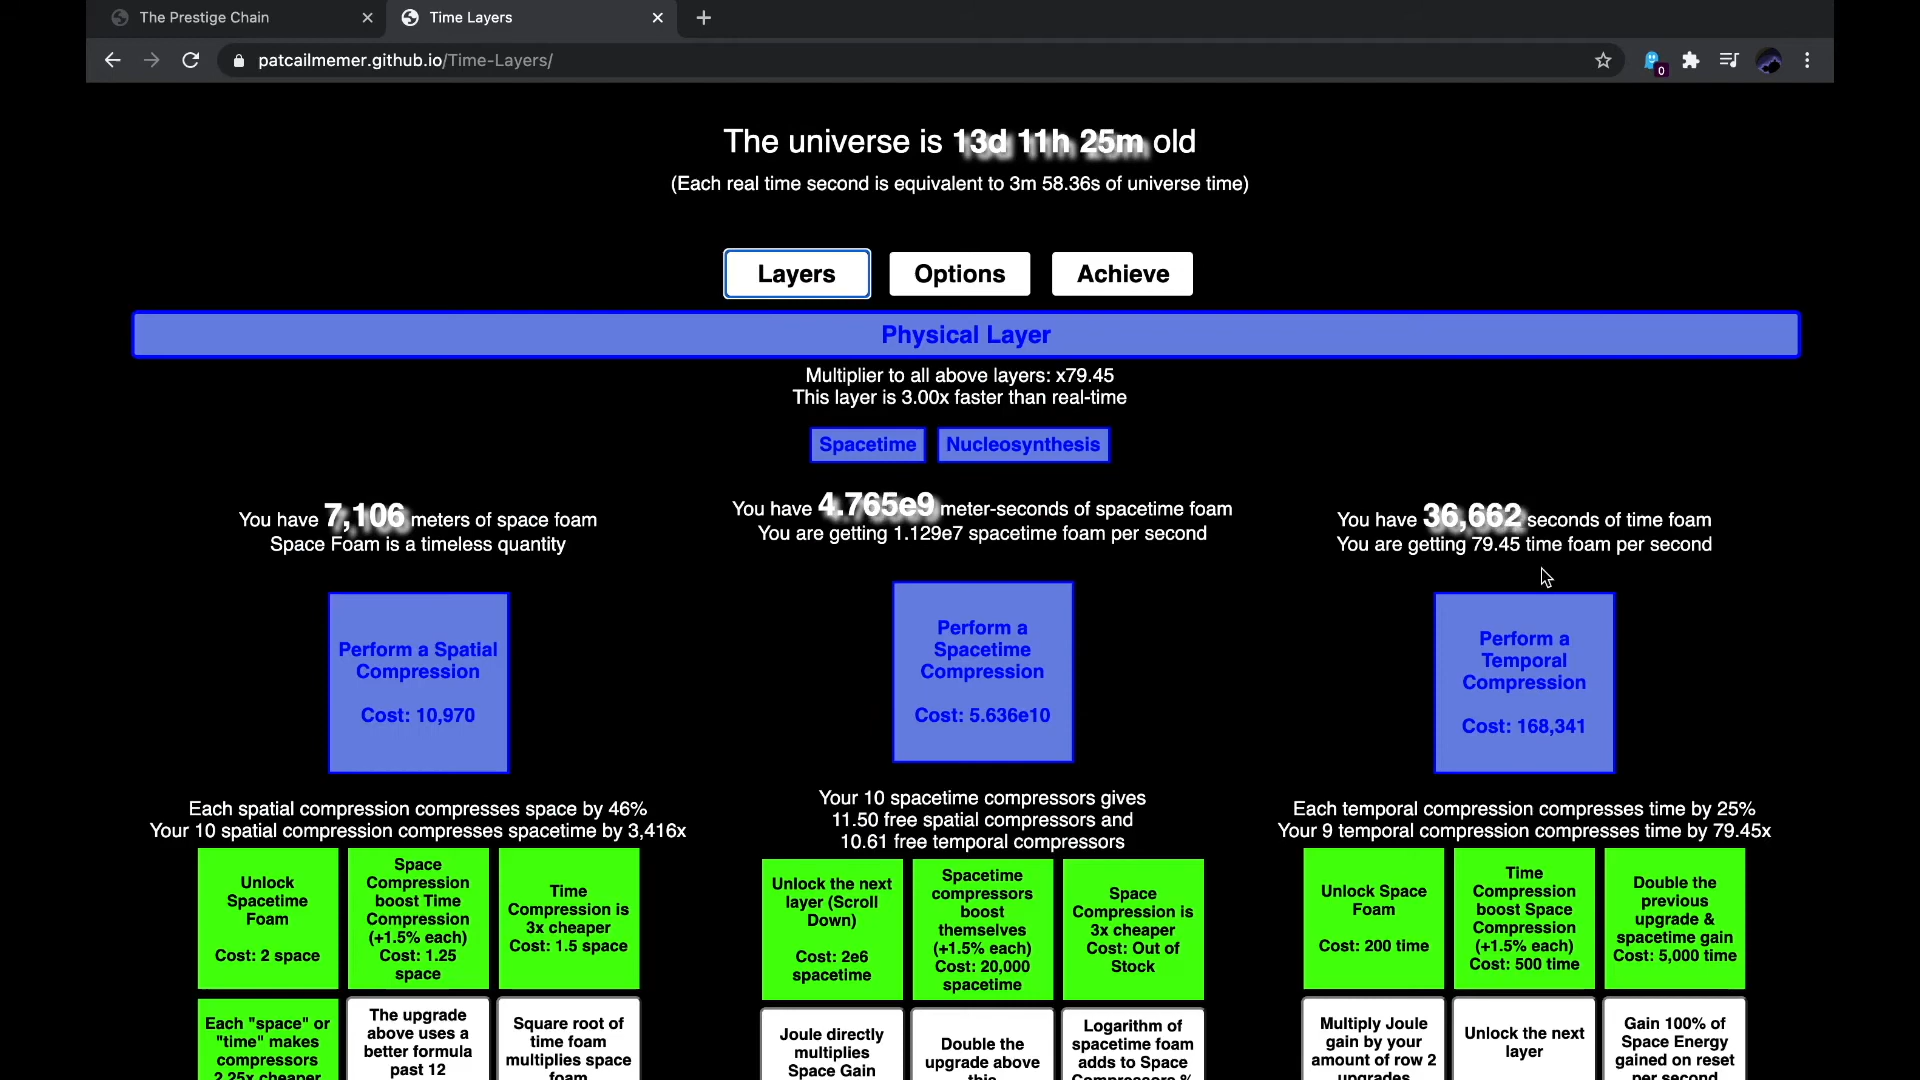 The Prestige Chain
Time Layers
patcailmemer.github.io/Time-Layers/
0
The universe is 13d 11h 25m old
(Each real time second is equivalent to 3m 58.36s of universe time)
Layers
Options
Achieve
Physical Layer
Multiplier to all above layers: x79.45
This layer is 3.00x faster than real-time
Spacetime
Nucleosynthesis
You have 7,106 meters of space foam
Space Foam is a timeless quantity
Perform a Spatial
Compression
Cost: 10,970
Each spatial compression compresses space by 46%
Your 10 spatial compression compresses spacetime by 3,416x
Unlock
Spacetime
Foam
Cost: 2 space
Space
Compression
boost Time
Compression
(+1.5% each)
Cost: 1.25
space
Time
Compression is
3x cheaper
Cost: 1.5 space
Each "space" or
"time" makes
compressors
2.25x cheaper
The upgrade
above uses a
better formula
past 12
Square root of
time foam
multiplies space
foam
You have 4.765e9 meter-seconds of spacetime foam
You are getting 1.129e7 spacetime foam per second
Perform a
Spacetime
Compression
Cost: 5.636e10
Your 10 spacetime compressors gives
11.50 free spatial compressors and
10.61 free temporal compressors
Unlock the next
layer (Scroll
Down)
Cost: 2e6
spacetime
Spacetime
compressors
boost
themselves
(+1.5% each)
Cost: 20,000
spacetime
Space
Compression is
3x cheaper
Cost: Out of
Stock
Joule directly
multiplies
Space Gain
Double the
upgrade above
this
Logarithm of
spacetime foam
adds to Space
Compressors %
You have 36,662 seconds of time foam
You are getting 79.45 time foam per second
Perform a
Temporal
Compression
Cost: 168,341
Each temporal compression compresses time by 25%
Your 9 temporal compression compresses time by 79.45x
Unlock Space
Foam
Cost: 200 time
Time
Compression
boost Space
Compression
(+1.5% each)
Cost: 500 time
Double the
previous
upgrade &
spacetime gain
Cost: 5,000 time
Multiply Joule
gain by your
amount of row 2
upgrades
Unlock the next
layer
Gain 100% of
Space Energy
gained on reset
per second